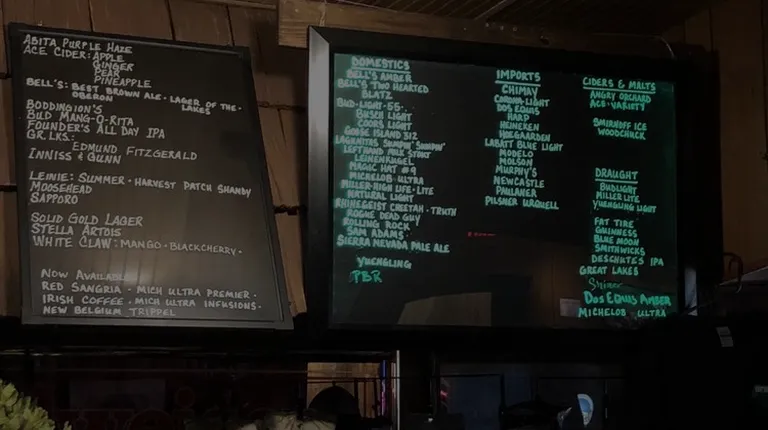 ABITA PURPLE HAZE
ACE CIDER: APPLE
GINGER
PEAR
PINEAPPLE
BELL'S: BEST BROWN ALE · LAGER OF THE · LAKES
OBERON
BODDINGTON'S
BUD MANG-O-RITA
FOUNDER'S ALL DAY IPA
GR. LKS.:
EDMUND FITZGERALD
INNISS & GUNN
LEINIE: SUMMER · HARVEST PATCH SHANDY
MOOSEHEAD
SAPPORO
SOLID GOLD LAGER
STELLA ARTOIS
WHITE CLAW: MANGO · BLACKCHERRY ·
NOW AVAILABLE
RED SANGRIA · MICH ULTRA PREMIER ·
IRISH COFFEE · MICH ULTRA INFUSIONS ·
NEW BELGIUM TRIPPEL
DOMESTICS
BELL'S AMBER
BELL'S TWO HEARTED
BLATZ
BUD · LIGHT · 55 ·
BUSCH LIGHT
COORS LIGHT
GOOSE ISLAND 312
LAGUNITAS SUMPIN' SUMPIN'
LEFTHAND MILK STOUT
LEINENKUGEL
MAGIC HAT #9
MICHELOB · ULTRA
MILLER · HIGH LIFE · LITE
NATURAL LIGHT
RHINEGEIST CHEETAH · TRUTH
ROGUE DEAD GUY
ROLLING ROCK
SAM ADAMS
SIERRA NEVADA PALE ALE
YUENGLING
PBR
IMPORTS
CHIMAY
CORONA · LIGHT
DOS EQUIS
HARP
HEINEKEN
HOEGAARDEN
LABATT BLUE LIGHT
MODELO
MOLSON
MURPHY'S
NEWCASTLE
PAULANER
PILSNER URQUELL
CIDERS & MALTS
ANGRY ORCHARD
ACE · VARIETY
SMIRNOFF ICE
WOODCHUCK
DRAUGHT
BUDLIGHT
MILLER LITE
YUENGLING LIGHT
FAT TIRE
GUINNESS
BLUE MOON
SMITHWICKS
DESCHUTES IPA
GREAT LAKES
Shiner
DOS EQUIS AMBER
MICHELOB ULTRA